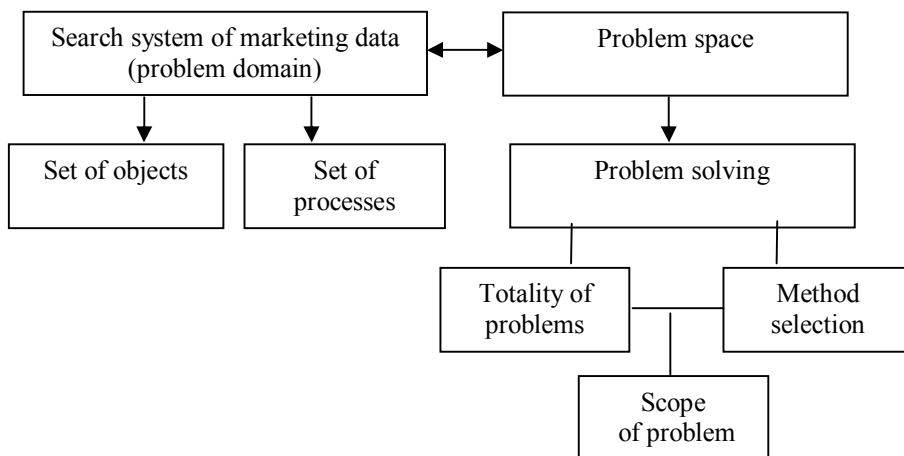 Search system of marketing data
(problem domain)
Problem space
Set of objects
Set of
processes
Problem solving
Totality of
problems
Method
selection
Scope
of problem